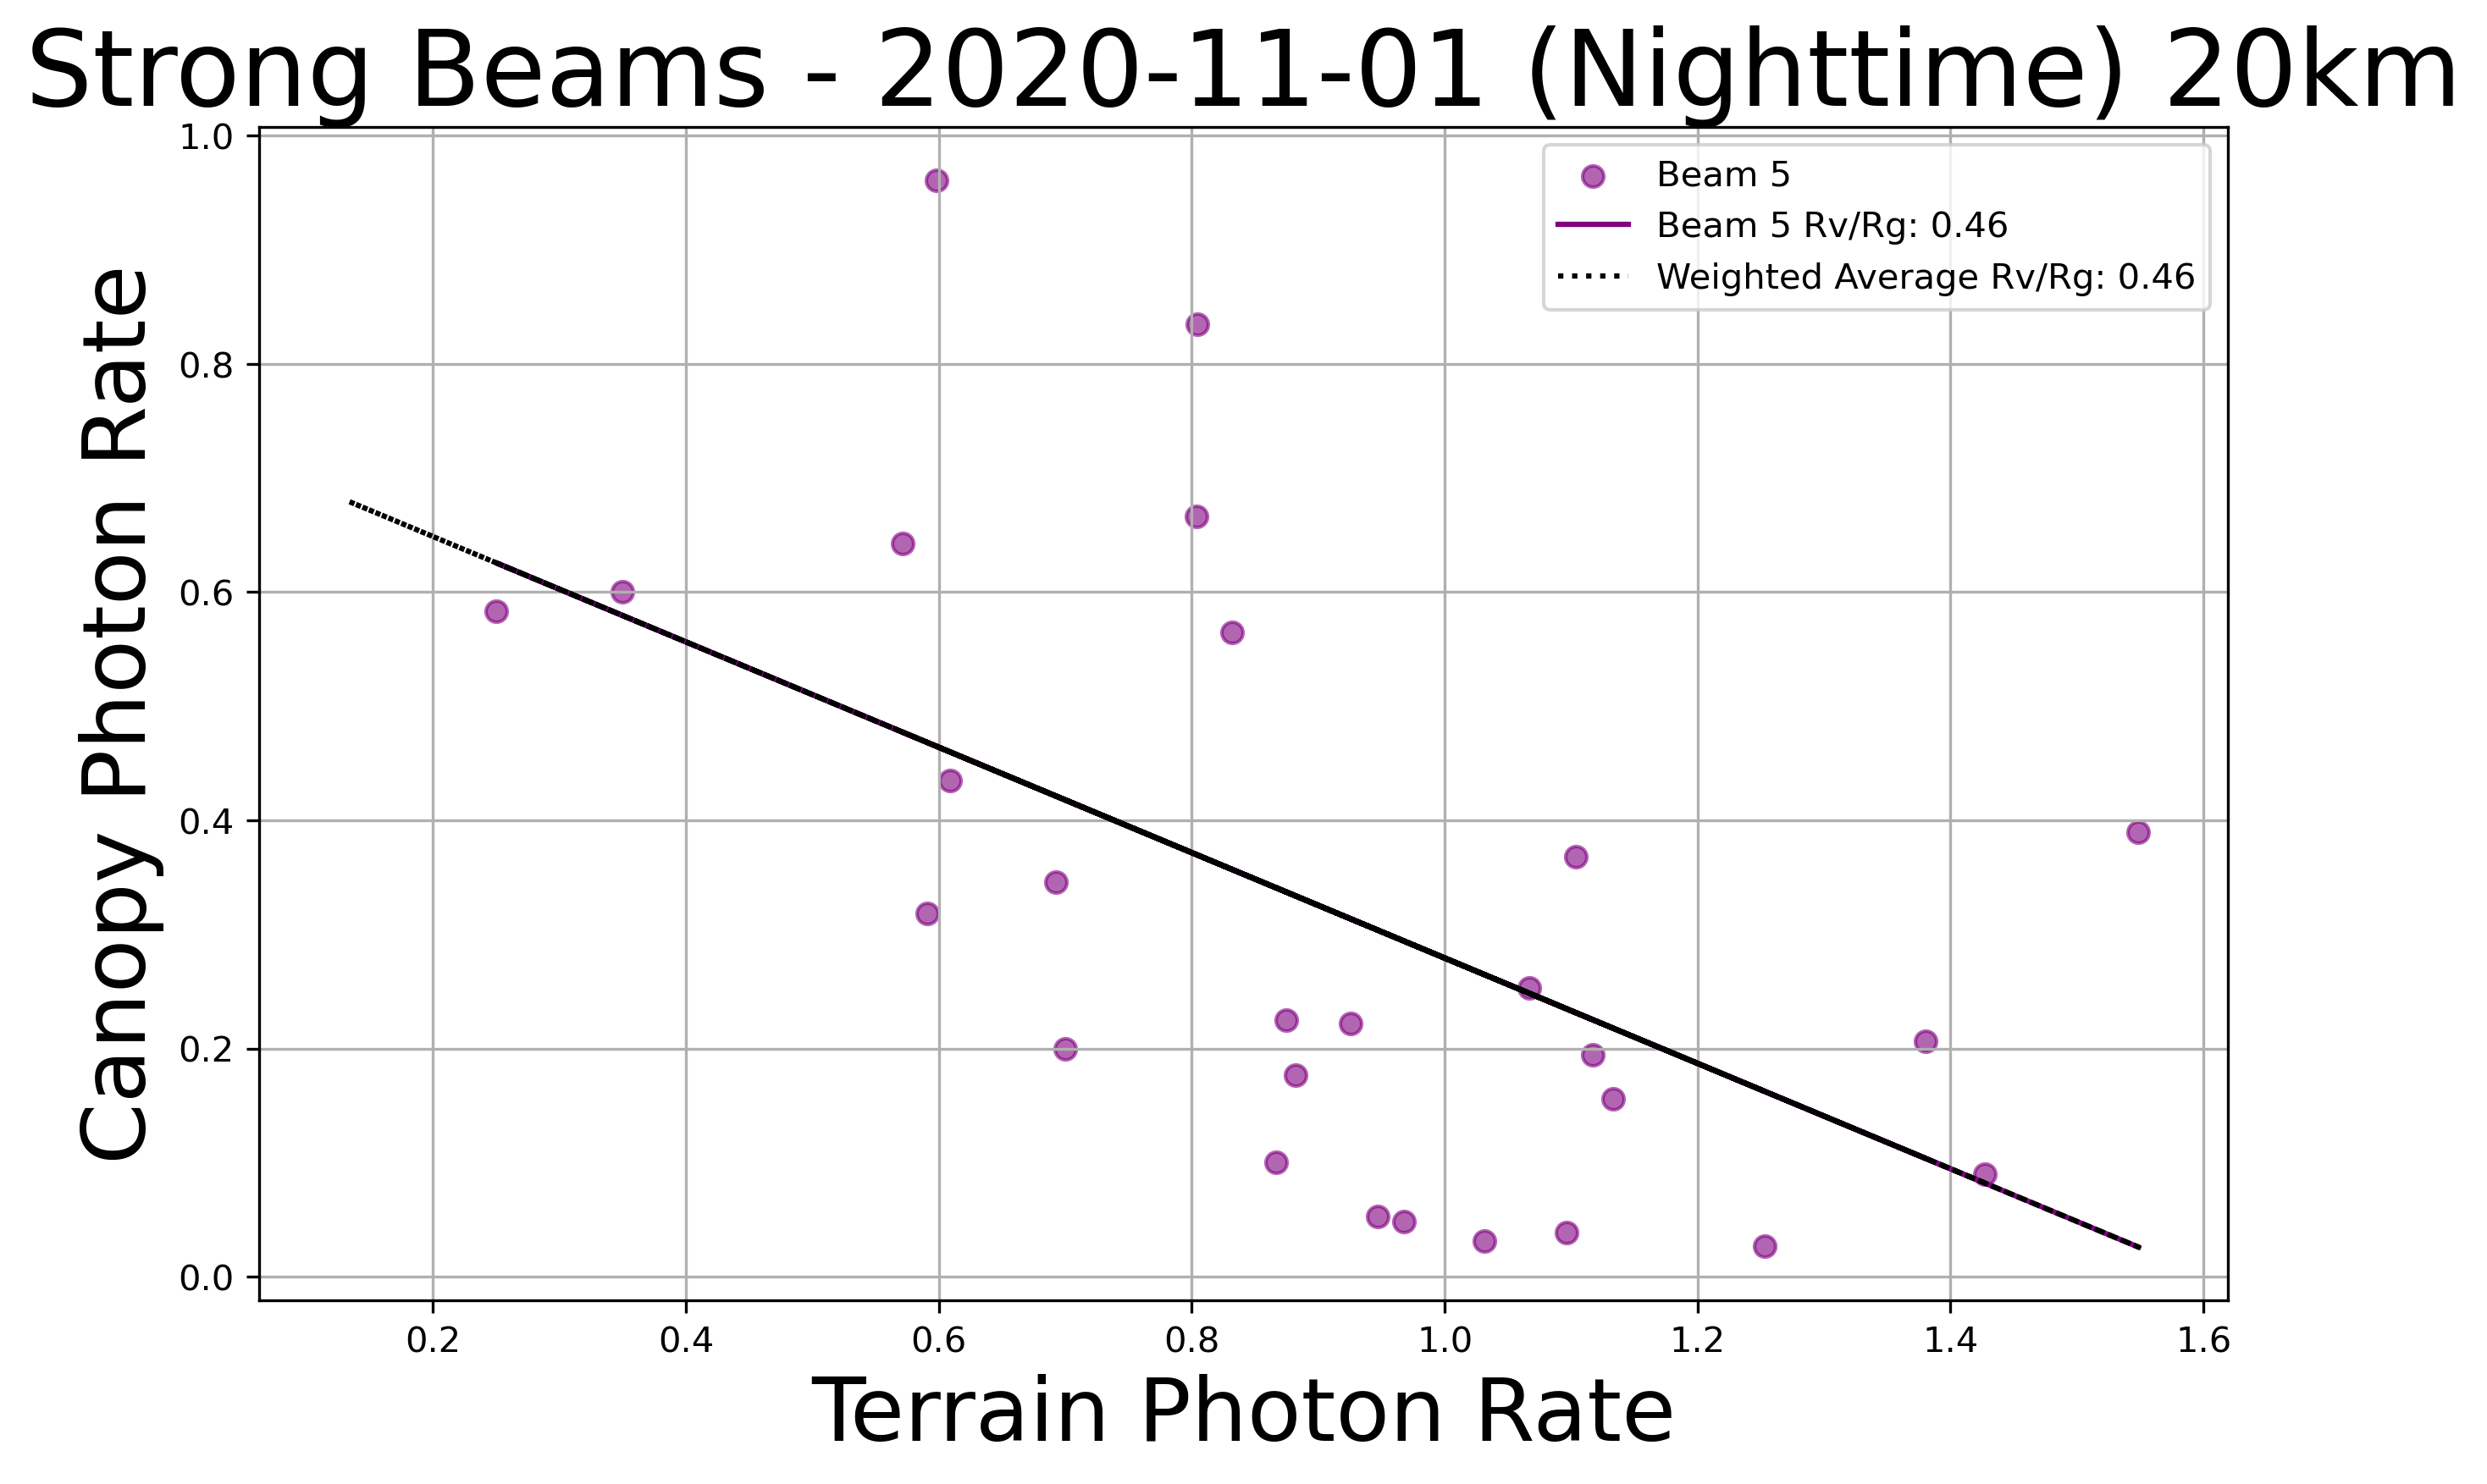 Strong Beams - 2020-11-01 (Nighttime) 20km
Canopy Photon Rate
1.0
0.8
0.6
0.4
0.2
0.0
Beam 5
Beam 5 Rv/Rg: 0.46
Weighted Average Rv/Rg: 0.46
0.2 0.4 0.6 0.8 1.0 1.2 1.4 1.6
Terrain Photon Rate